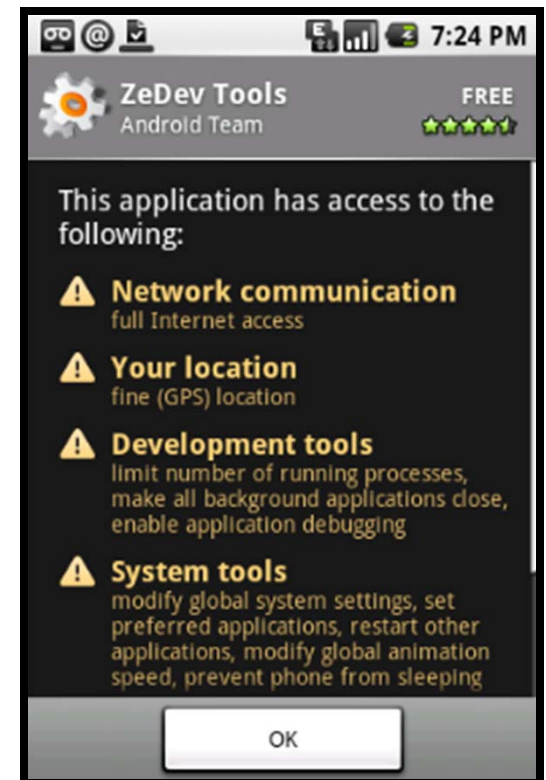 7:24 PM
ZeDev Tools
FREE
Android Team
This application has access to the
following:
Network communication
full Internet access
Your location
fine (GPS) location
Development tools
limit number of running processes,
make all background applications close,
enable application debugging
System tools
modify global system settings, set
preferred applications, restart other
applications, modify global animation
speed, prevent phone from sleeping
OK